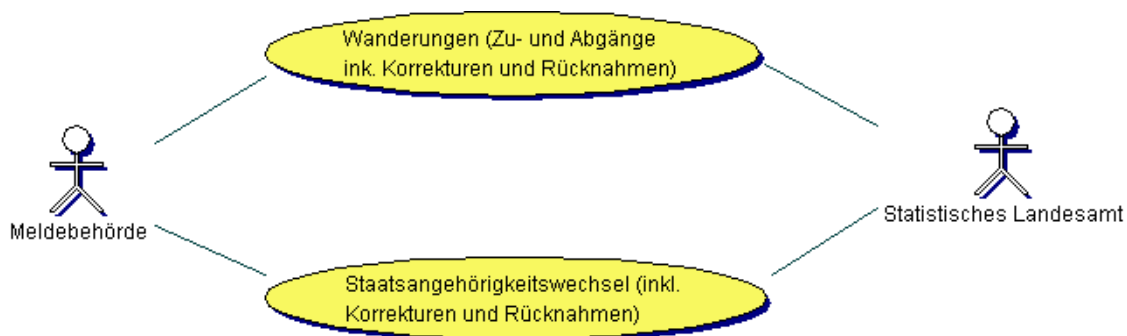 Wanderungen (Zu- und Abgänge
ink. Korrekturen und Rücknahmen)
Meldebehörde
Statistisches Landesamt
Staatsangehörigkeitswechsel (inkl.
Korrekturen und Rücknahmen)